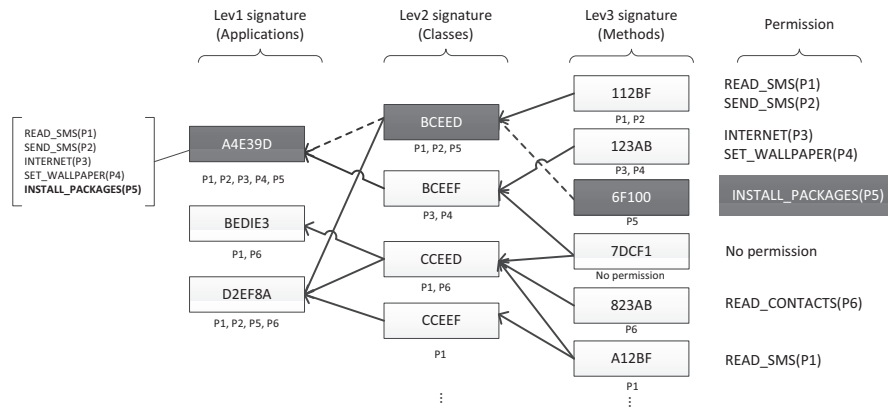 Lev1 signature
(Applications)
Lev2 signature
(Classes)
Lev3 signature
(Methods)
Permission
READ_SMS(P1)
SEND_SMS(P2)
INTERNET(P3)
SET_WALLPAPER(P4)
INSTALL_PACKAGES(P5)
A4E39D
P1, P2, P3, P4, P5
BEDIE3
P1, P6
D2EF8A
P1, P2, P5, P6
BCEED
P1, P2, P5
BCEEF
P3, P4
CCEED
P1, P6
CCEEF
P1
⋮
112BF
P1, P2
123AB
P3, P4
6F100
P5
7DCF1
No permission
823AB
P6
A12BF
P1
⋮
READ_SMS(P1)
SEND_SMS(P2)
INTERNET(P3)
SET_WALLPAPER(P4)
INSTALL_PACKAGES(P5)
No permission
READ_CONTACTS(P6)
READ_SMS(P1)